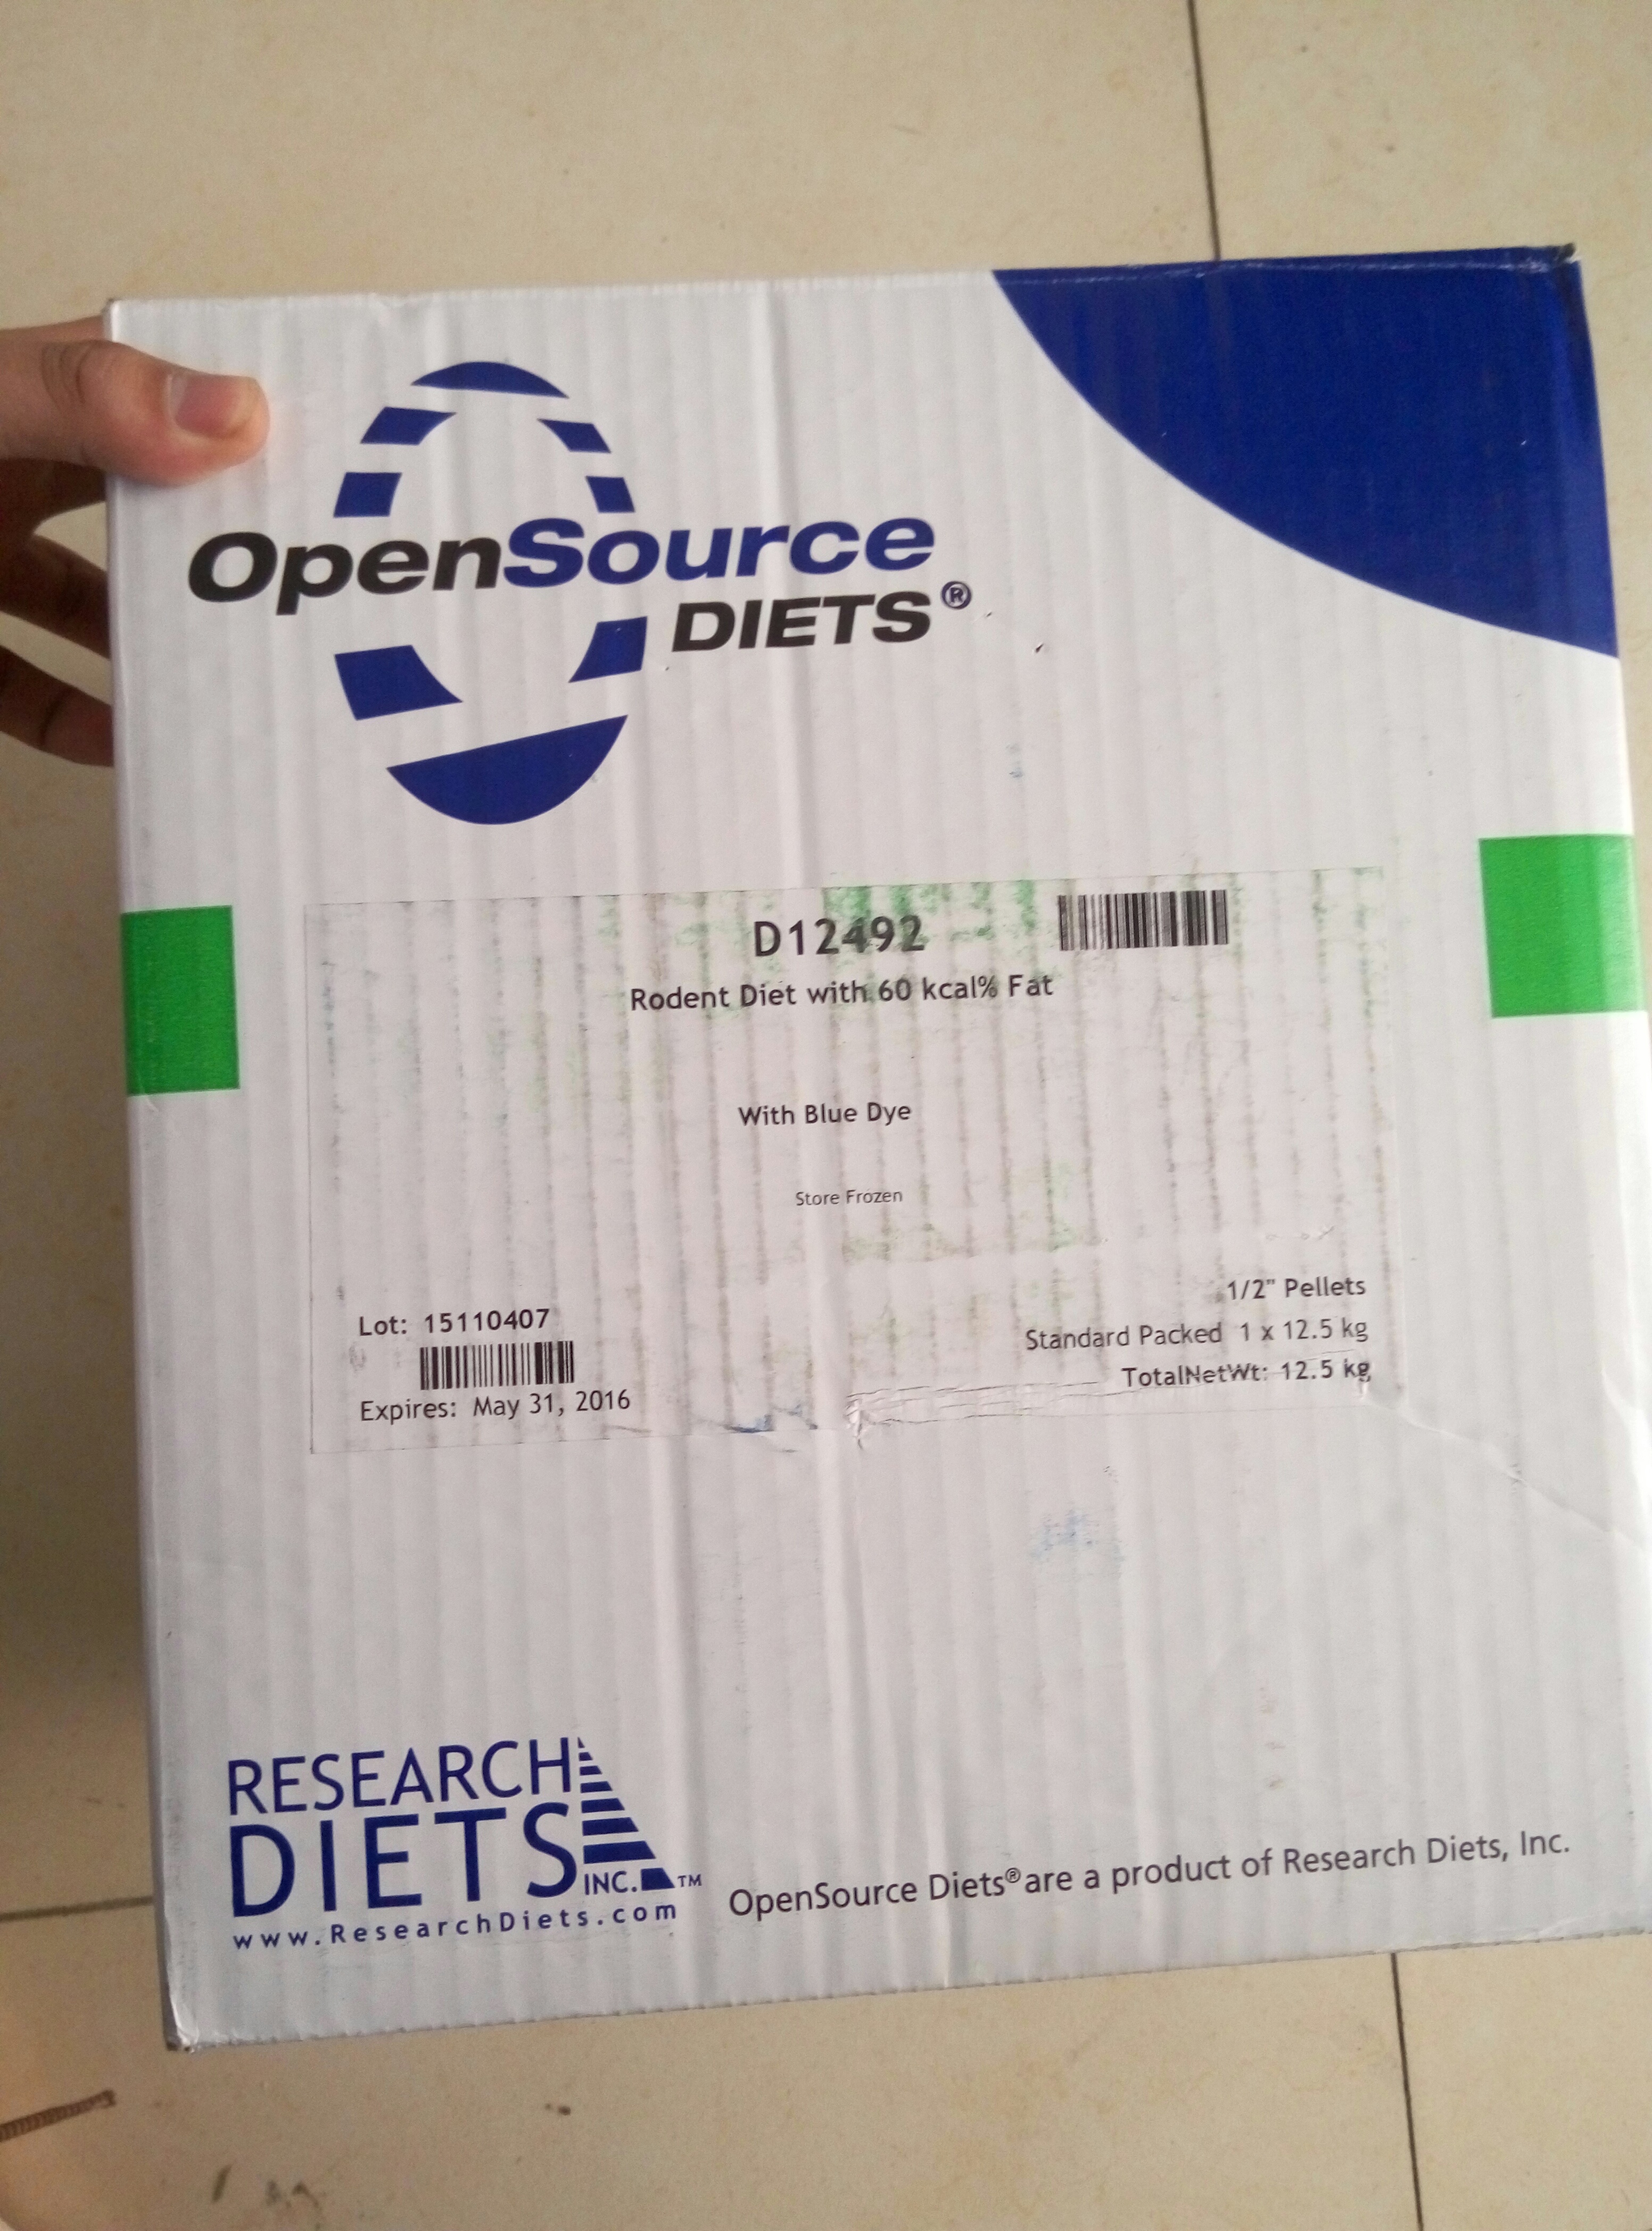 OpenSource
DIETS®
D12492
Rodent Diet with 60 kcal% Fat
With Blue Dye
Store Frozen
1/2" Pellets
Lot: 15110407
Standard Packed 1 x 12.5 kg
TotalNetWt: 12.5 kg
Expires: May 31, 2016
RESEARCH
DIETS
INC.™
www.ResearchDiets.com
OpenSource Diets® are a product of Research Diets, Inc.